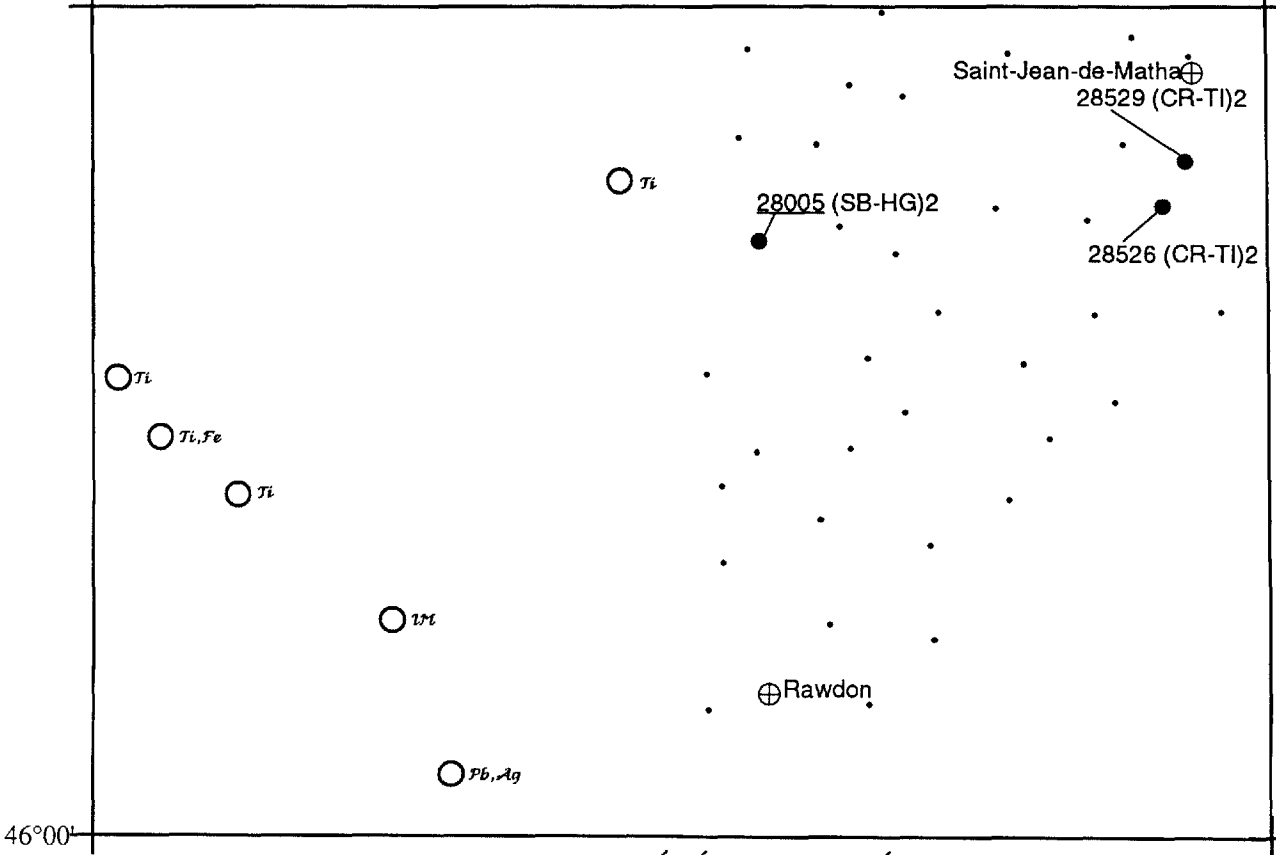 Saint-Jean-de-Matha
28529 (CR-TI)2
Ti
28005 (SB-HG)2
28526 (CR-TI)2
Ti
Ti,Fe
Ti
IM
Rawdon
Pb,Ag
46°00'